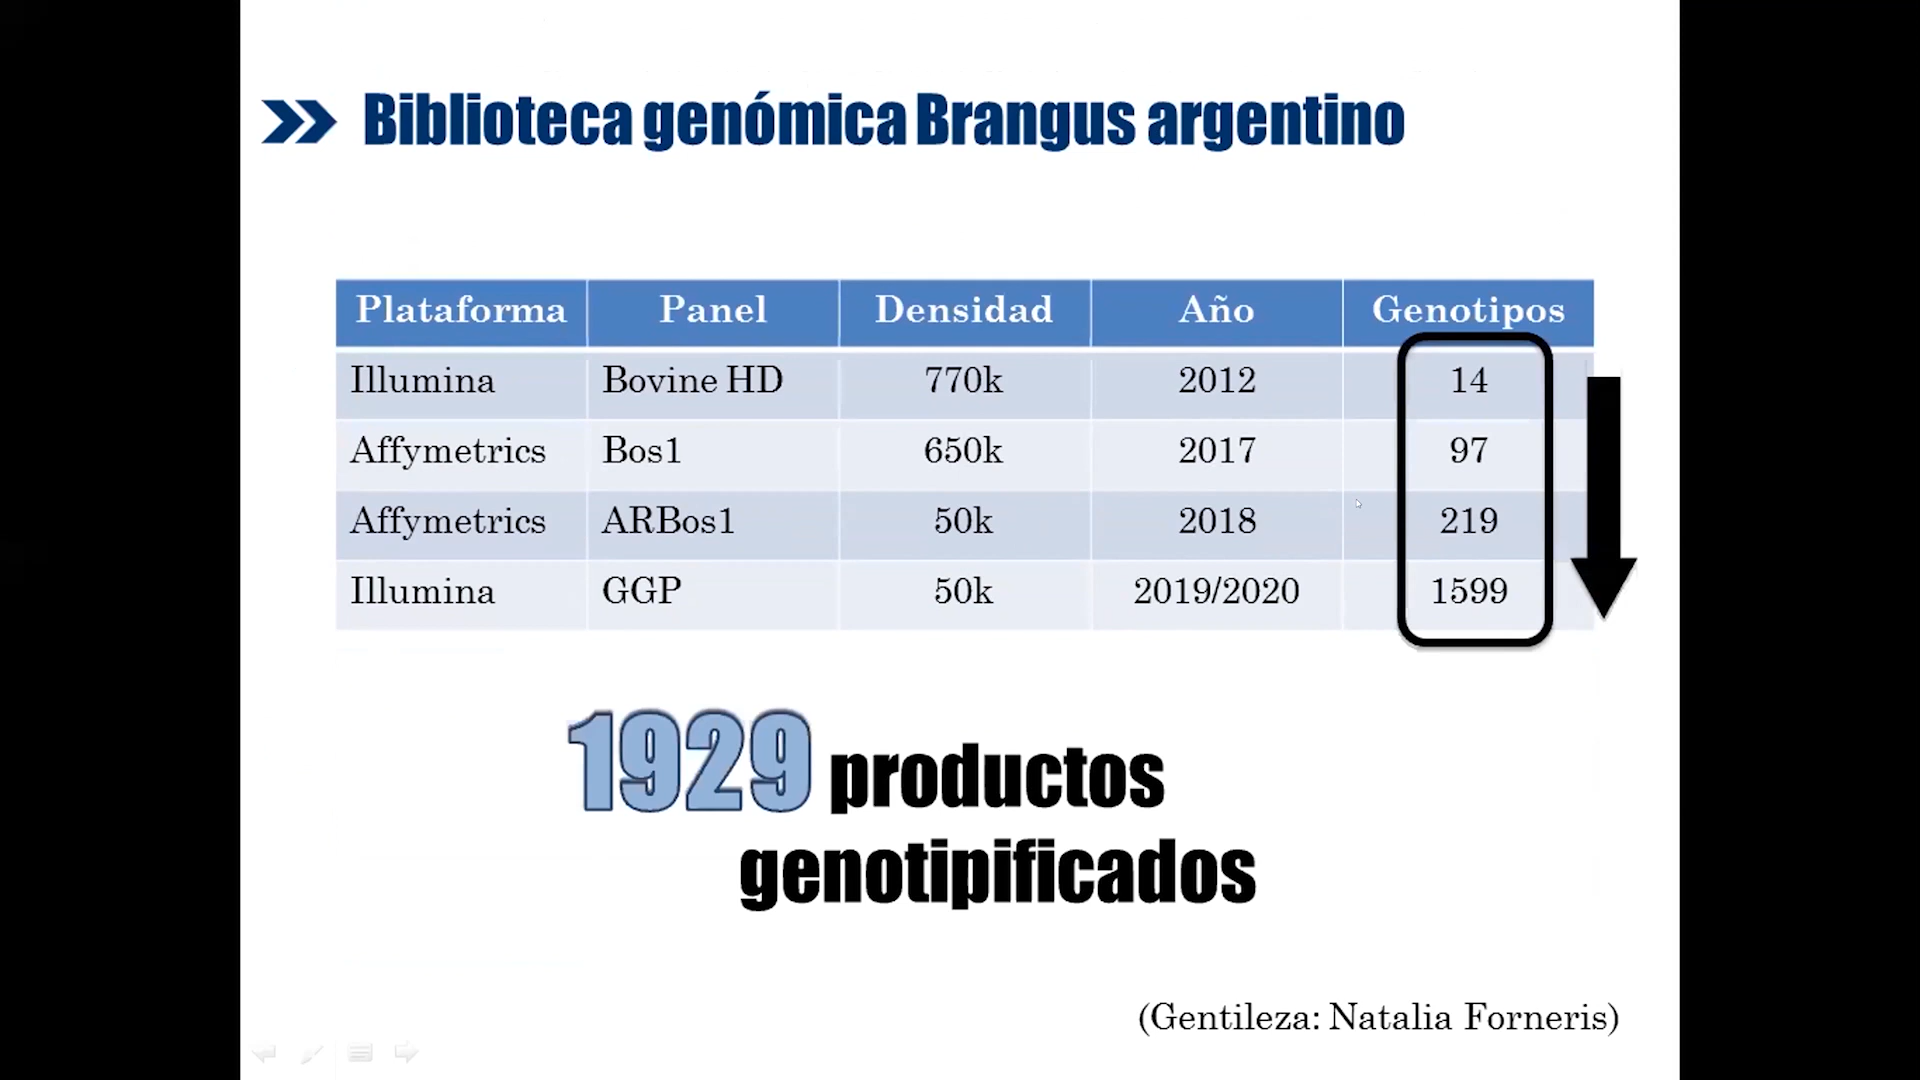 Biblioteca genómica Brangus argentino
Plataforma Panel Densidad Año Genotipos
Illumina Bovine HD 770k 2012 14
Affymetrics Bos1 650k 2017 97
Affymetrics ARBos1 50k 2018 219
Illumina GGP 50k 2019/2020 1599
1929 productos
genotipificados
(Gentileza: Natalia Forneris)